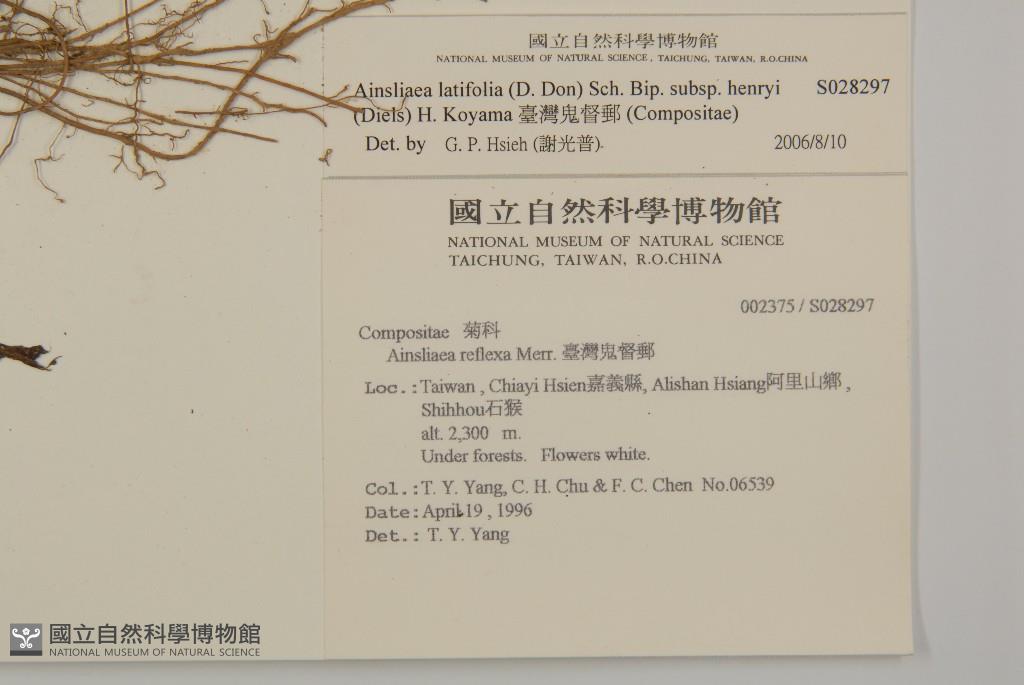 國立自然科學博物館
NATIONAL MUSEUM OF NATURAL SCIENCE, TAICHUNG, TAIWAN, R.O.CHINA
Ainsliaea latifolia (D. Don) Sch. Bip. subsp. henryi S028297
(Diels) H. Koyama 臺灣鬼督郵 (Compositae)
Det. by G. P. Hsieh (謝光普) 2006/8/10
國立自然科學博物館
NATIONAL MUSEUM OF NATURAL SCIENCE
TAICHUNG, TAIWAN, R.O.CHINA
002375 / S028297
Compositae 菊科
Ainsliaea reflexa Merr. 臺灣鬼督郵
Loc.:Taiwan , Chiayi Hsien嘉義縣, Alishan Hsiang阿里山鄉 ,
Shihhou石猴
alt. 2,300 m.
Under forests. Flowers white.
Col.:T. Y. Yang, C. H. Chu & F. C. Chen No.06539
Date:April 19 , 1996
Det.: T. Y. Yang
國立自然科學博物館
NATIONAL MUSEUM OF NATURAL SCIENCE